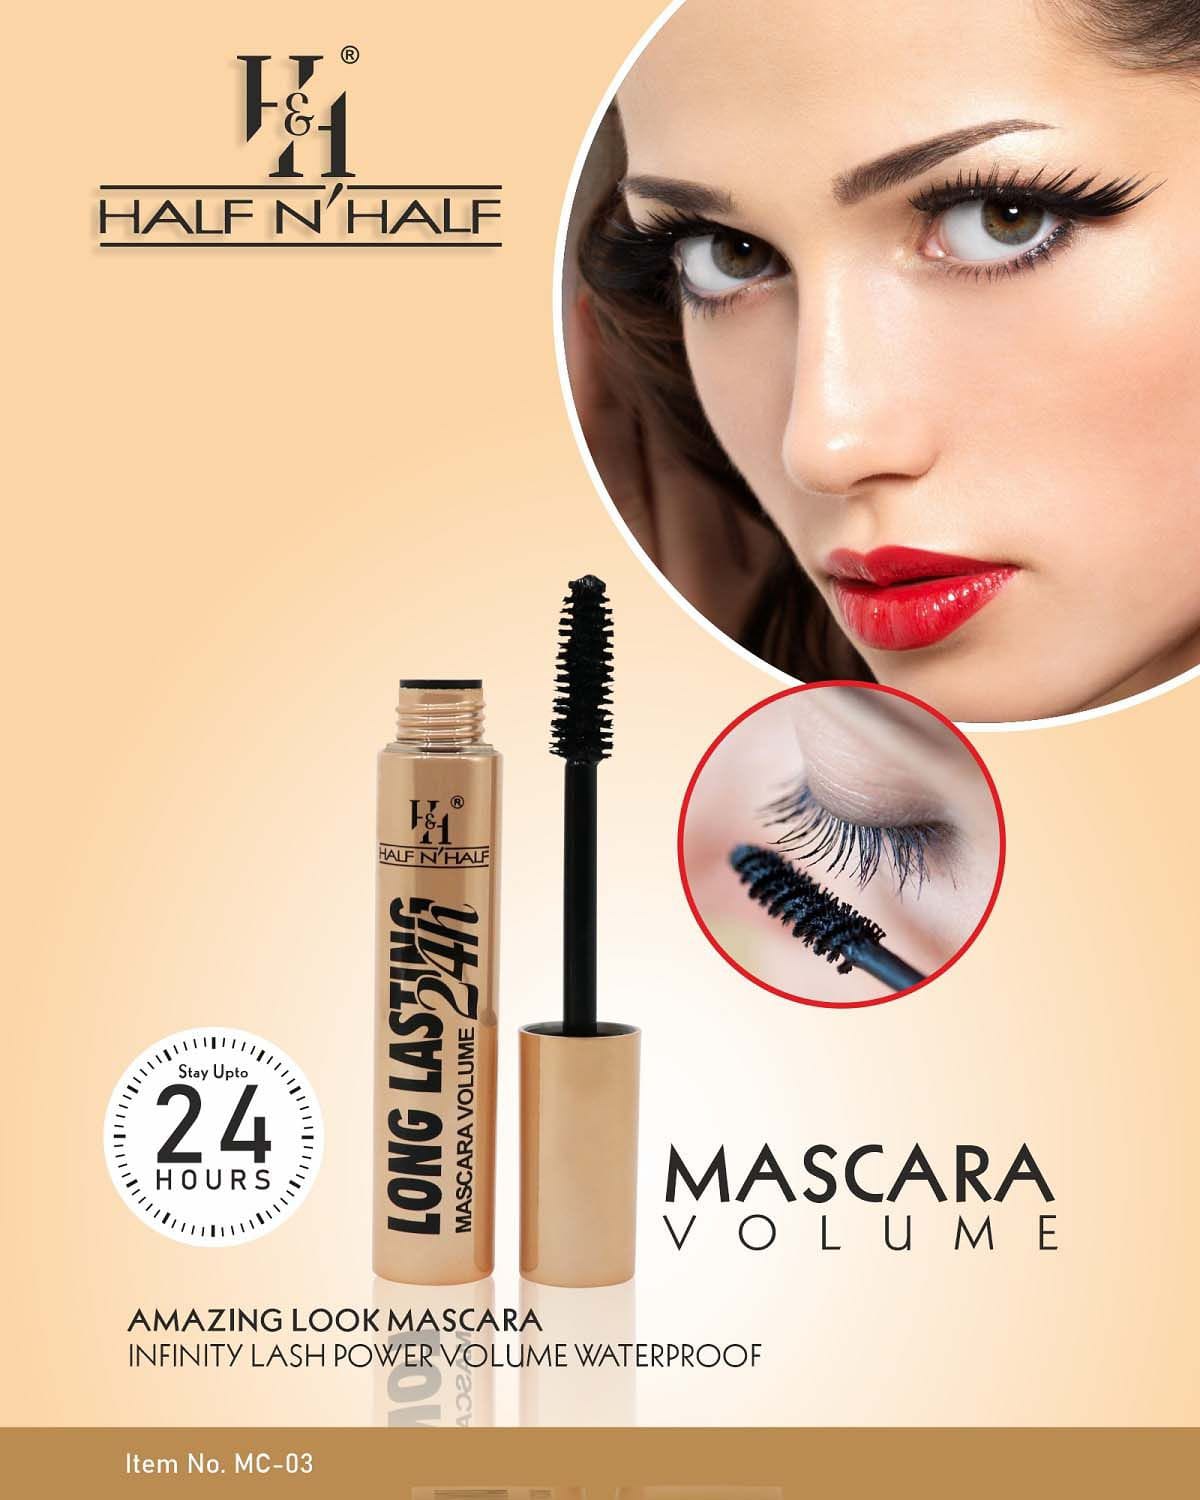 H&H®
HALF N'HALF
H&H®
HALF N'HALF
LONG LASTING
24h
MASCARA VOLUME
Stay Upto
24
HOURS
MASCARA
VOLUME
AMAZING LOOK MASCARA
INFINITY LASH POWER VOLUME WATERPROOF
Item No. MC-03